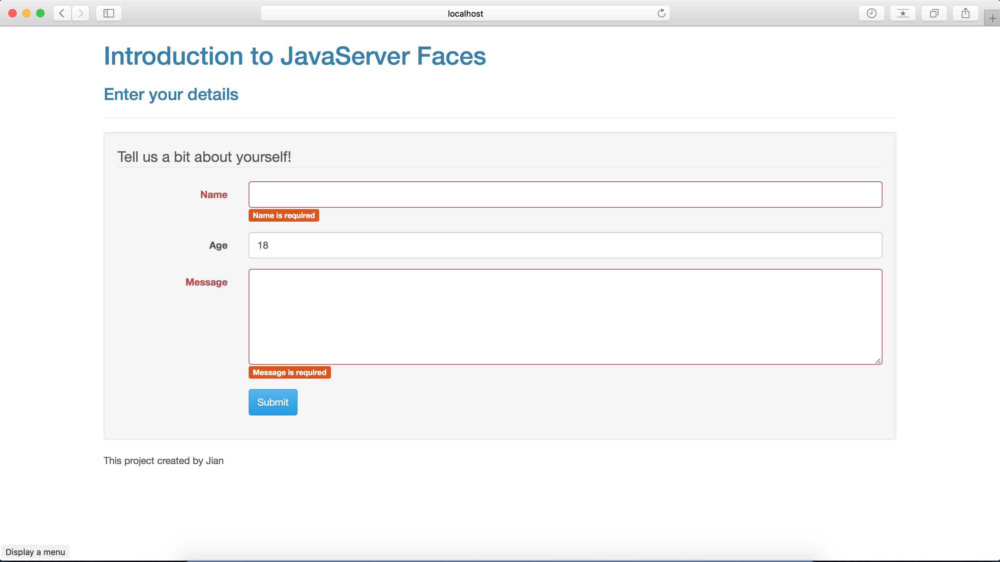 localhost
Introduction to JavaServer Faces
Enter your details
Tell us a bit about yourself!
Name
Name is required
Age
18
Message
Message is required
Submit
This project created by Jian
Display a menu